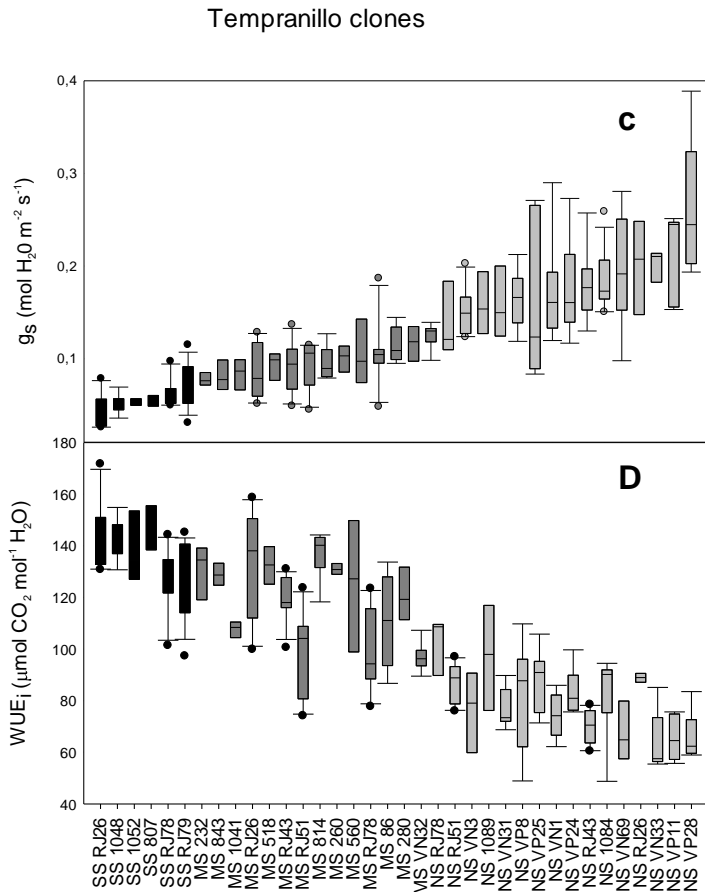 Tempranillo clones
c
gs (mol H20 m-2 s-1)
0,4
0,3
0,2
0,1
D
WUEi (μmol CO2 mol-1 H2O)
180
160
140
120
100
80
60
40
SS RJ26
SS 1048
SS 1052
SS 807
SS RJ78
SS RJ79
MS 232
MS 843
MS 1041
MS RJ26
MS 518
MS RJ43
MS RJ51
MS 814
MS 260
MS 560
MS RJ78
MS 86
MS 280
MS VN32
NS RJ78
NS RJ51
NS VN3
NS 1089
NS VN31
NS VP8
NS VP25
NS VN1
NS VP24
NS RJ43
NS 1084
NS VN69
NS RJ26
NS VN33
NS VP11
NS VP28